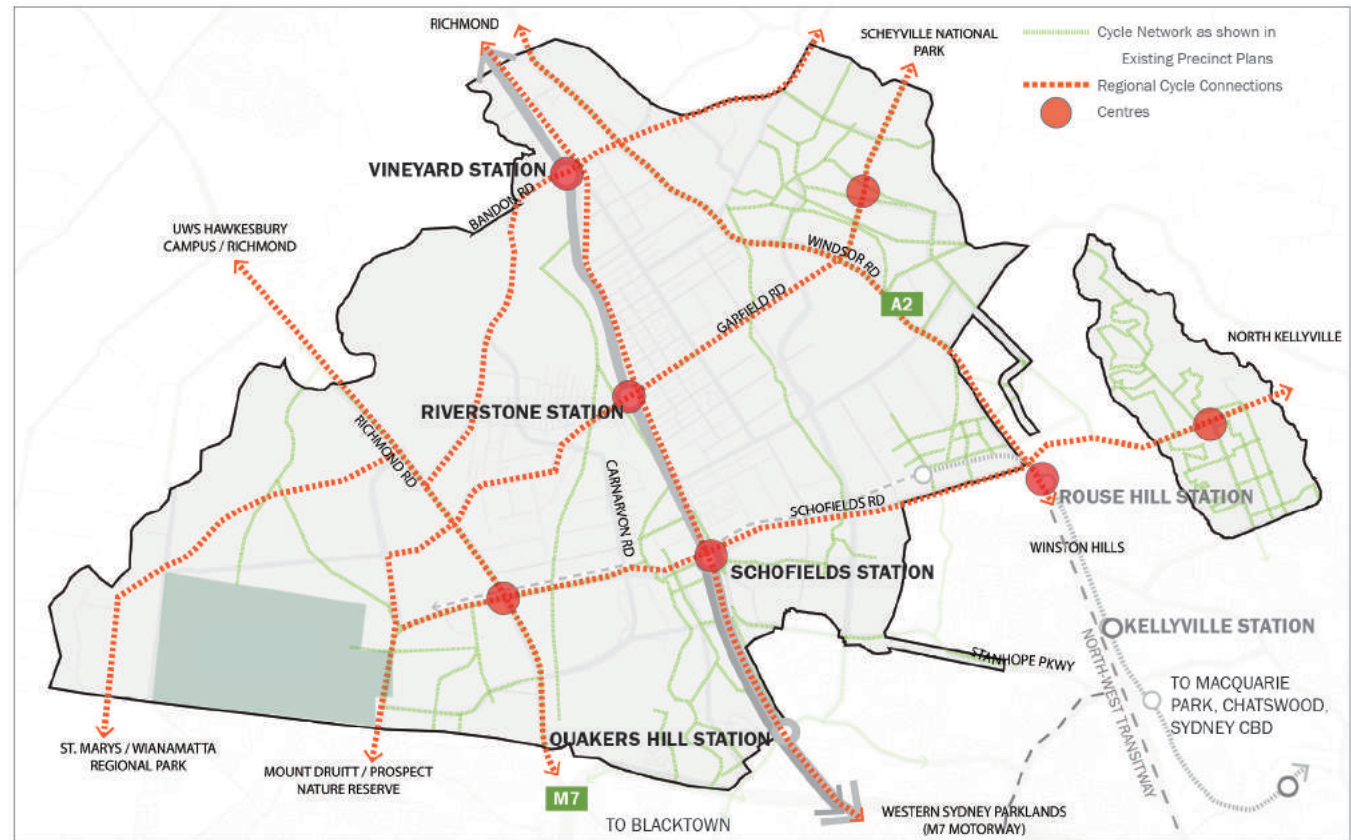 RICHMOND
SCHEYVILLE NATIONAL
PARK
Cycle Network as shown in
Existing Precinct Plans
Regional Cycle Connections
Centres
VINEYARD STATION
BANDON RD
UWS HAWKESBURY
CAMPUS / RICHMOND
WINDSOR RD
A2
GARFIELD RD
NORTH KELLYVILLE
RIVERSTONE STATION
RICHMOND RD
CARNARVON RD
ROUSE HILL STATION
SCHOFIELDS RD
WINSTON HILLS
SCHOFIELDS STATION
KELLYVILLE STATION
STANHOPE PKWY
NORTH-WEST TRANSITWAY
TO MACQUARIE
PARK, CHATSWOOD,
SYDNEY CBD
QUAKERS HILL STATION
ST. MARYS / WIANAMATTA
REGIONAL PARK
MOUNT DRUITT / PROSPECT
NATURE RESERVE
M7
TO BLACKTOWN
WESTERN SYDNEY PARKLANDS
(M7 MOTORWAY)